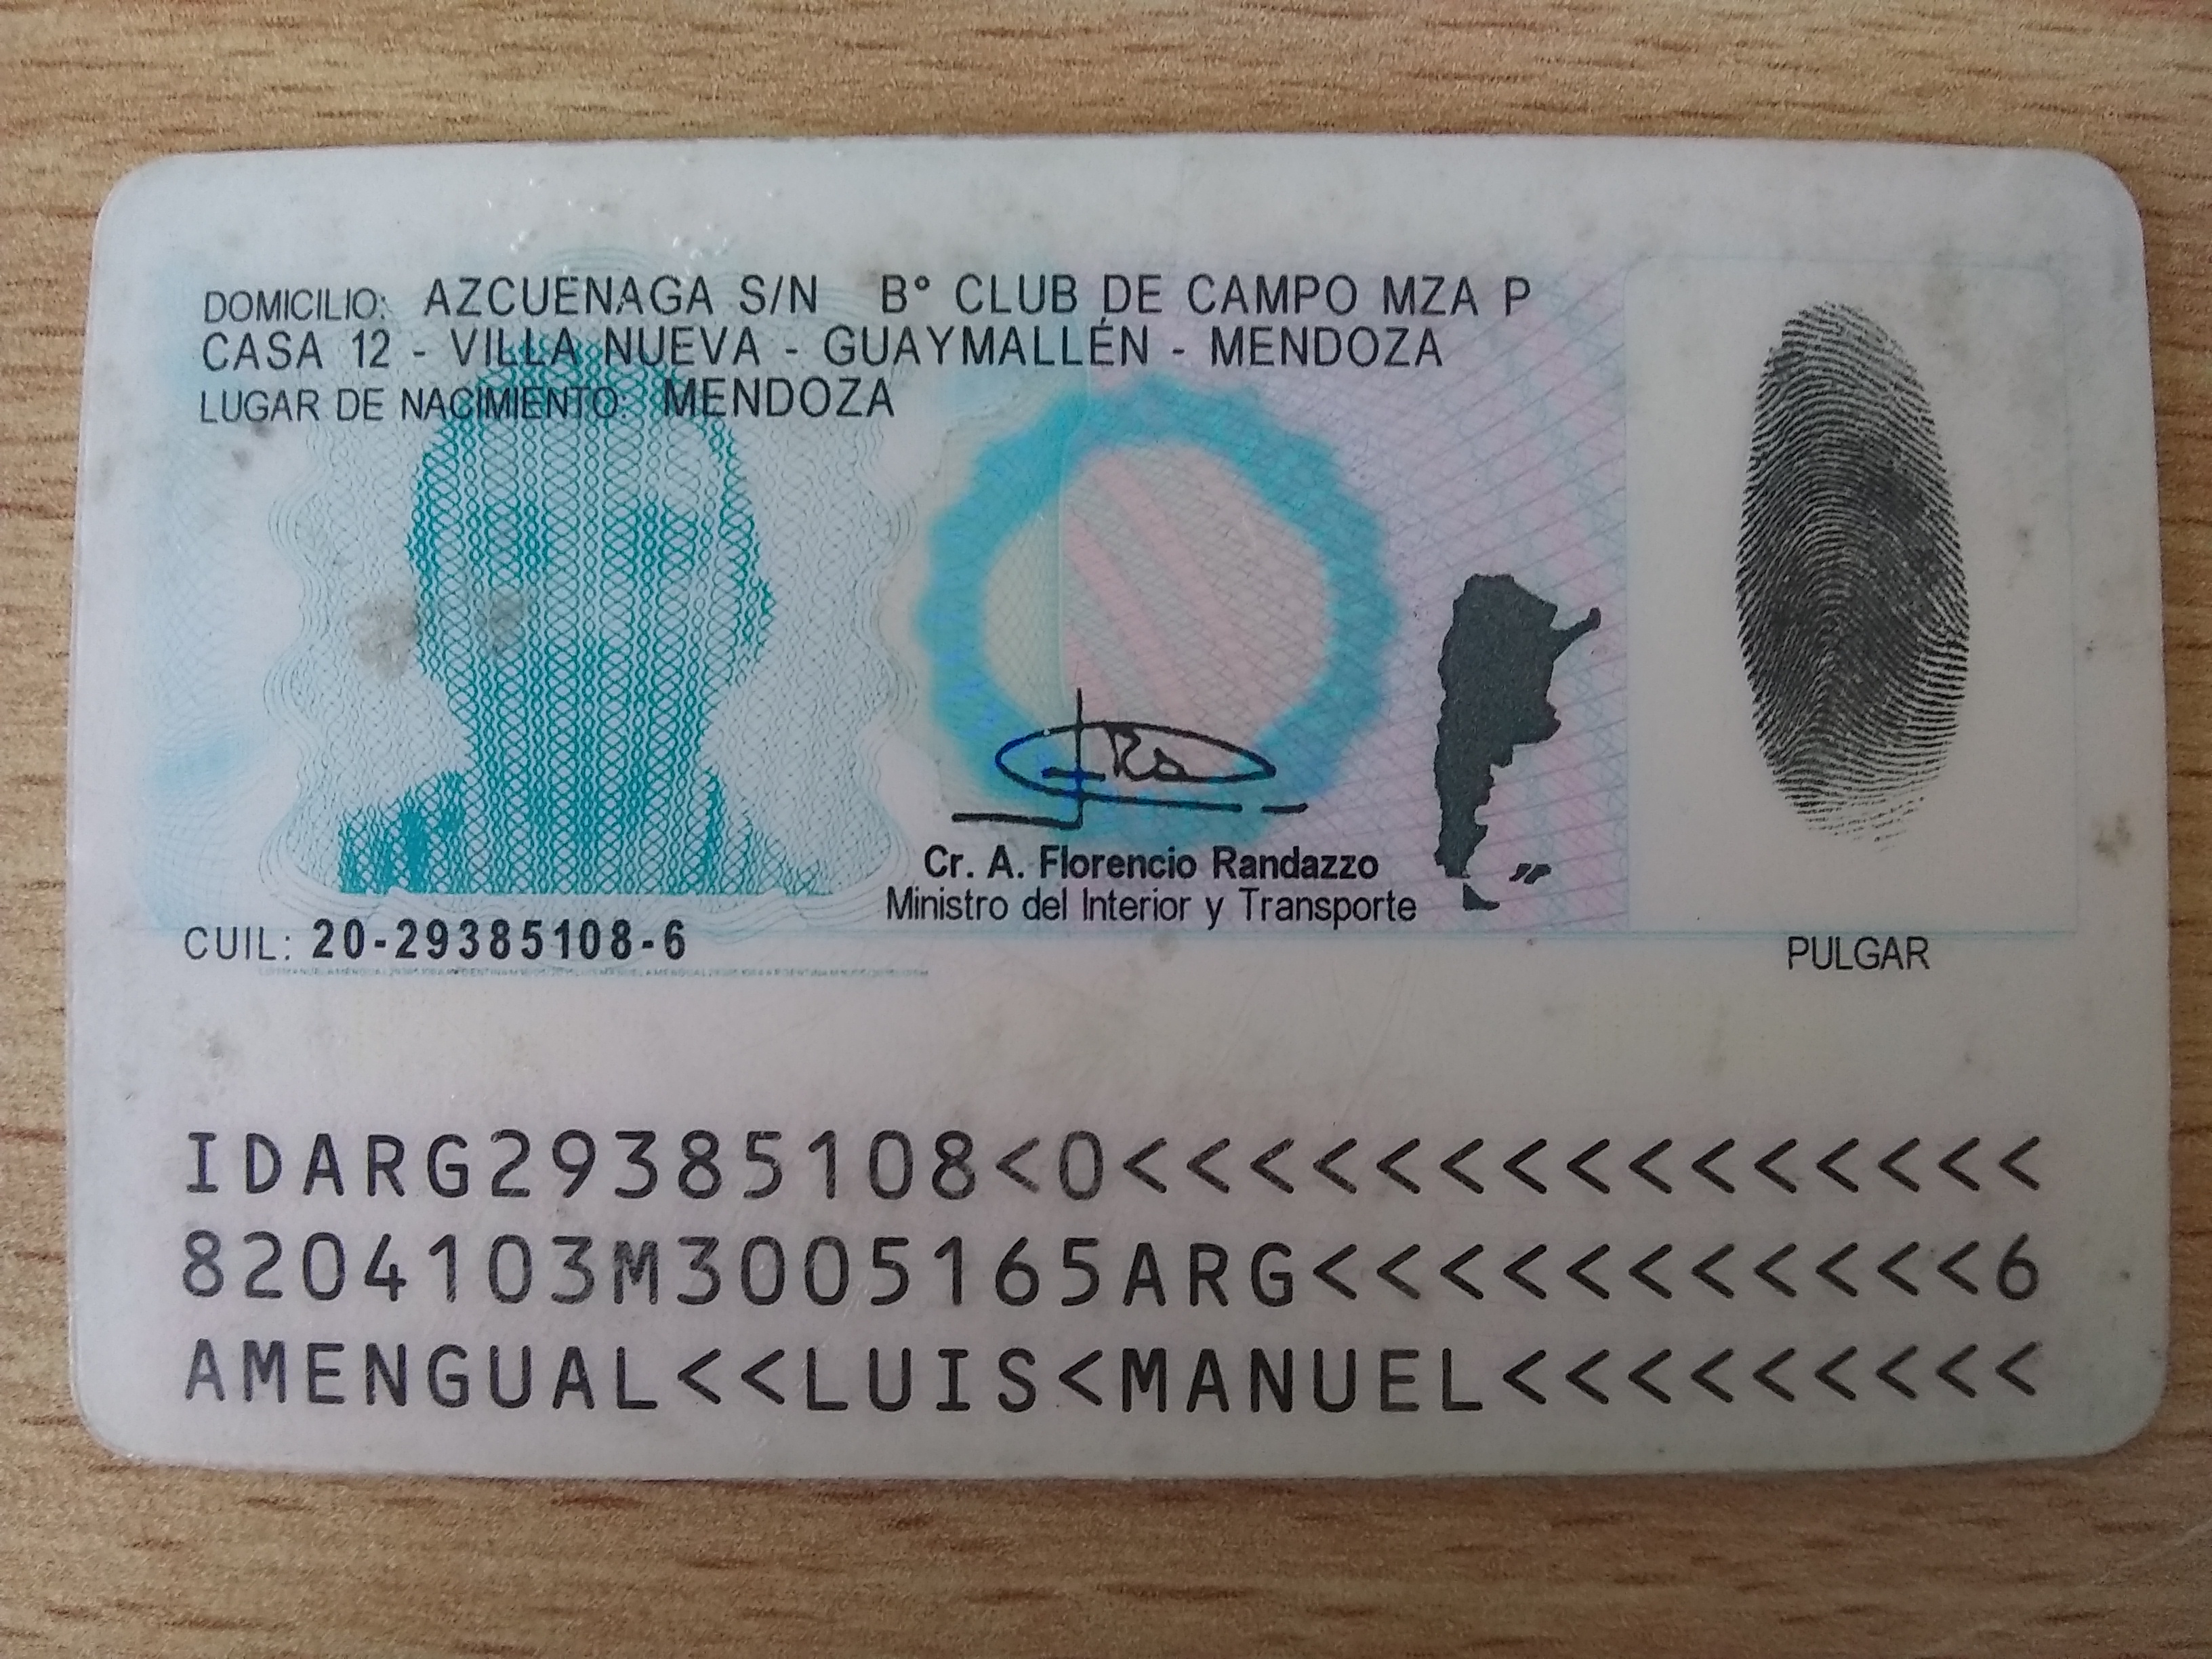 DOMICILIO: AZCUENAGA S/N B° CLUB DE CAMPO MZA P
CASA 12 - VILLA NUEVA - GUAYMALLÉN - MENDOZA
LUGAR DE NACIMIENTO: MENDOZA
Cr. A. Florencio Randazzo
Ministro del Interior y Transporte
CUIL: 20-29385108-6
PULGAR
IDARG29385108<0<<<<<<<<<<<<<<<
8204103M3005165ARG<<<<<<<<<<<6
AMENGUAL<<LUIS<MANUEL<<<<<<<<<